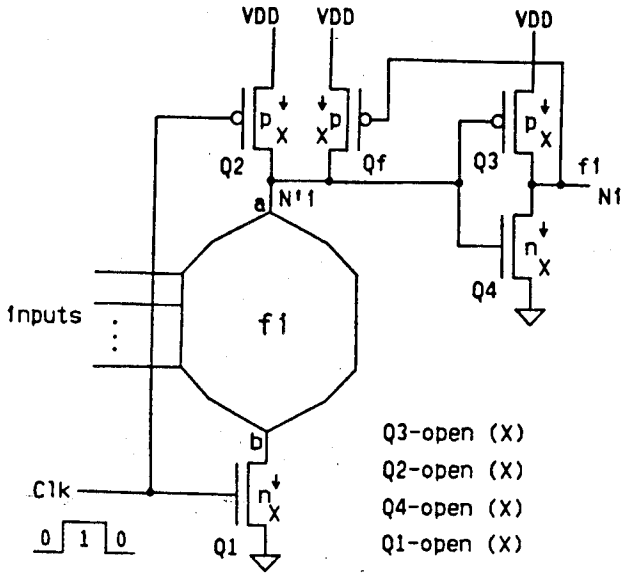 VDD VDD VDD
p X
Q2
X p
Qf
p X
Q3
f1
N1
a N'1
n X
Q4
inputs
f1
b
Clk
n X
Q1
0 1 0
Q3-open (X)
Q2-open (X)
Q4-open (X)
Q1-open (X)